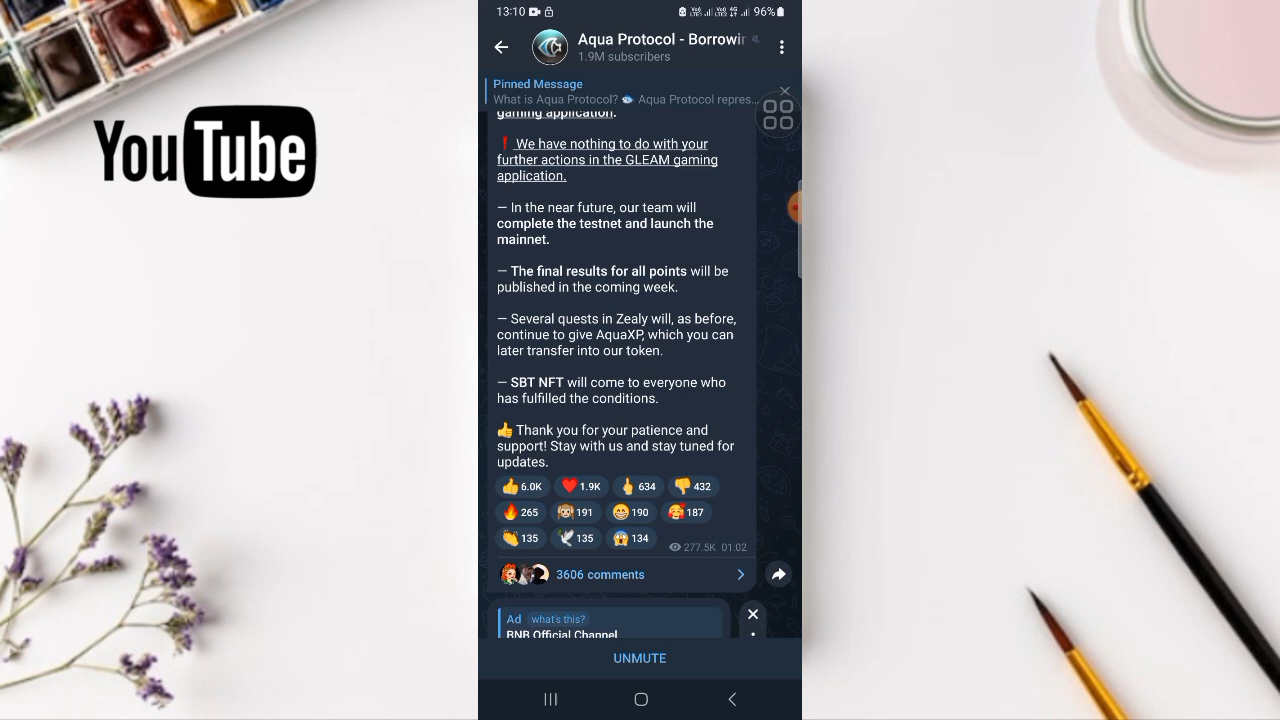 YouTube
13:10
96%
Aqua Protocol - Borrowir
1.9M subscribers
Pinned Message
What is Aqua Protocol? 🐟 Aqua Protocol repres...
gaming application.
❗ We have nothing to do with your
further actions in the GLEAM gaming
application.
— In the near future, our team will
complete the testnet and launch the
mainnet.
— The final results for all points will be
published in the coming week.
— Several quests in Zealy will, as before,
continue to give AquaXP, which you can
later transfer into our token.
— SBT NFT will come to everyone who
has fulfilled the conditions.
👍 Thank you for your patience and
support! Stay with us and stay tuned for
updates.
👍 6.0K ❤️ 1.9K 🖕 634 👎 432
🔥 265 🙉 191 😁 190 🥰 187
👏 135 🕊 135 😱 134
277.5K 01:02
3606 comments
Ad what's this?
BNB Official Channel
UNMUTE